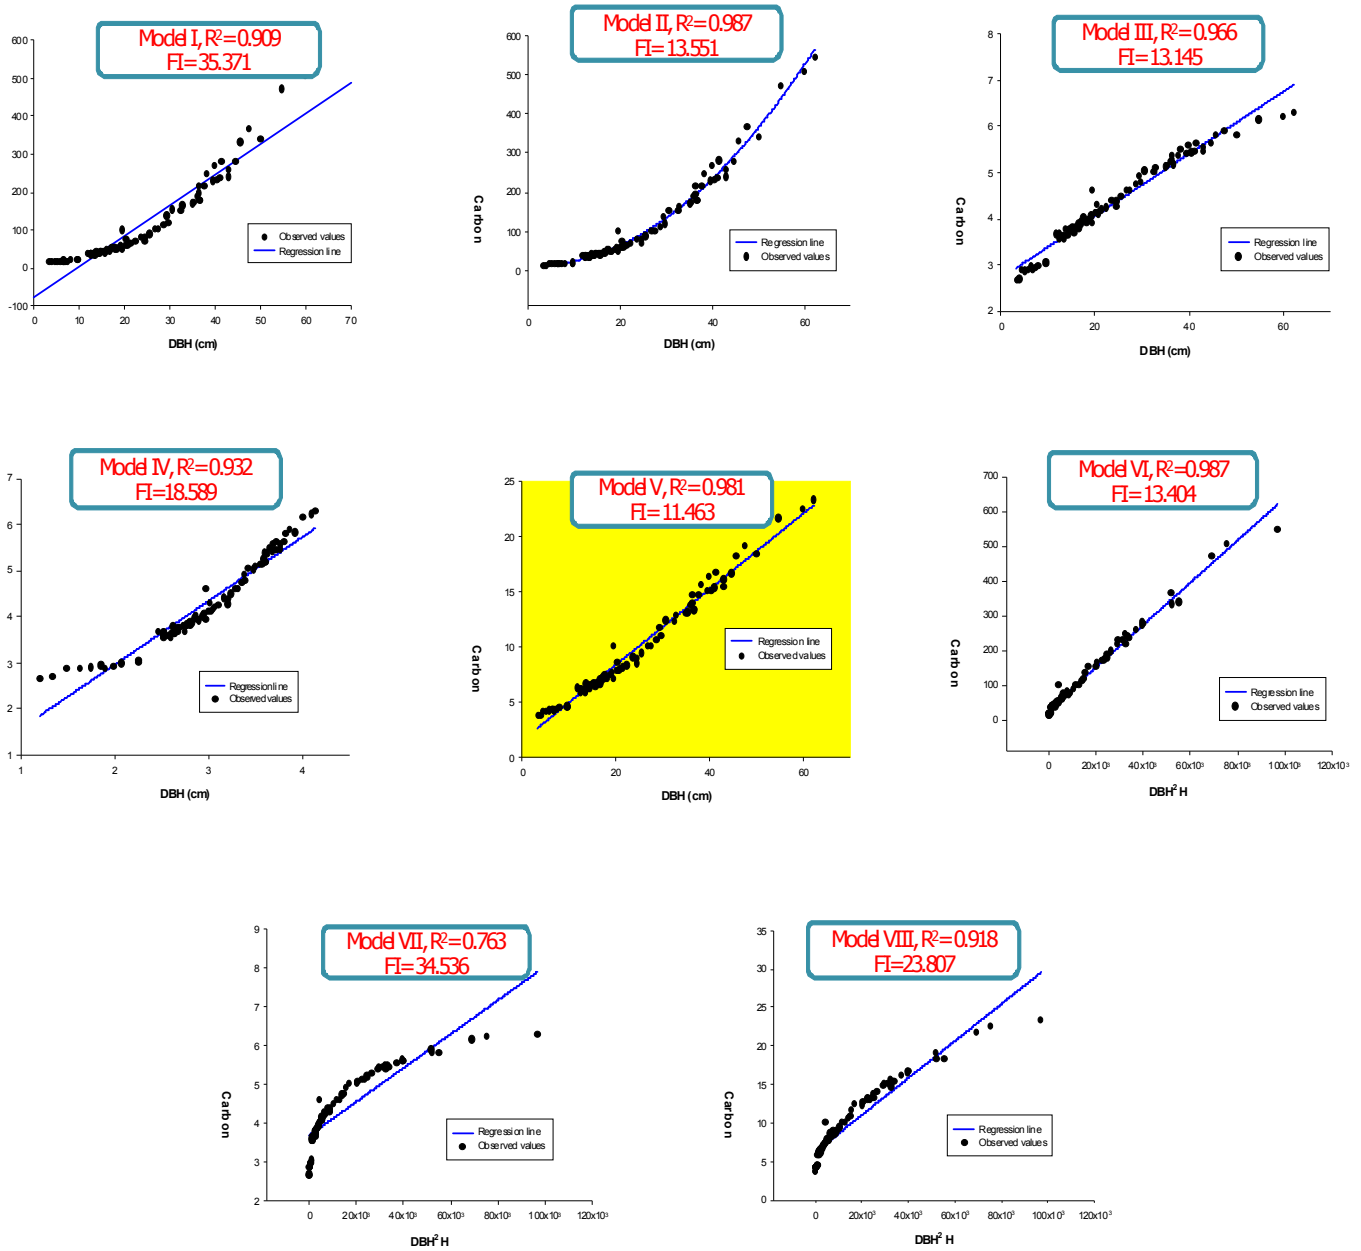 Model I, R²=0.909
FI=35.371
600
500
400
300
200
100
0
-100
0 10 20 30 40 50 60 70
DBH (cm)
Observed values
Regression line
Model II, R²=0.987
FI=13.551
600
500
400
300
200
100
0
Carbon
0 20 40 60
DBH (cm)
Regression line
Observed values
Model III, R²=0.966
FI=13.145
8
7
6
5
4
3
2
Carbon
0 20 40 60
DBH (cm)
Regression line
Observed values
Model IV, R²=0.932
FI=18.589
7
6
5
4
3
2
1
1 2 3 4
DBH (cm)
Regression line
Observed values
Model V, R²=0.981
FI=11.463
25
20
15
10
5
0
Carbon
0 20 40 60
DBH (cm)
Regression line
Observed values
Model VI, R²=0.987
FI=13.404
700
600
500
400
300
200
100
0
Carbon
0 20x10³ 40x10³ 60x10³ 80x10³ 100x10³ 120x10³
DBH² H
Regression line
Observed values
Model VII, R²=0.763
FI=34.536
9
8
7
6
5
4
3
2
Carbon
0 20x10³ 40x10³ 60x10³ 80x10³ 100x10³ 120x10³
DBH² H
Regression line
Observed values
Model VIII, R²=0.918
FI=23.807
35
30
25
20
15
10
5
0
Carbon
0 20x10³ 40x10³ 60x10³ 80x10³ 100x10³ 120x10³
DBH² H
Regression line
Observed values